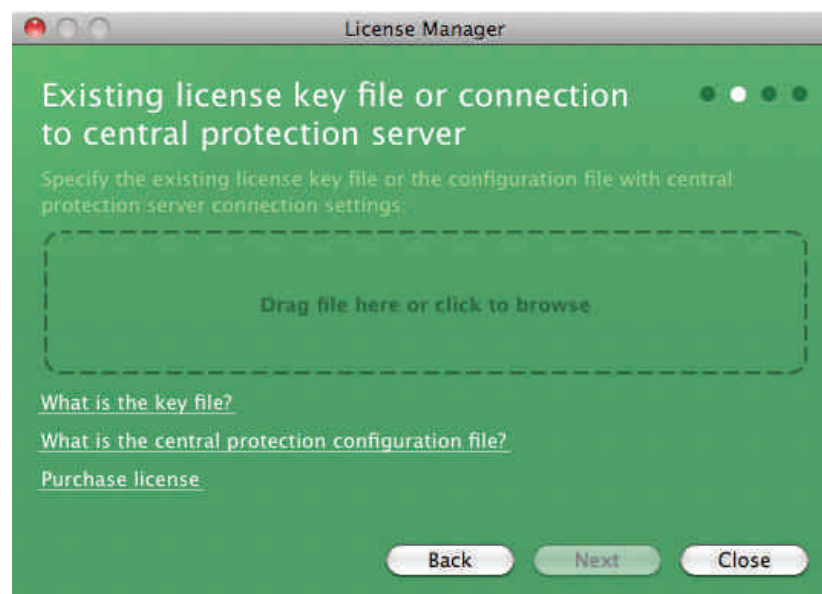 License Manager
Existing license key file or connection
to central protection server
Specify the existing license key file or the configuration file with central
protection server connection settings.
Drag file here or click to browse
What is the key file?
What is the central protection configuration file?
Purchase license
Back
Next
Close